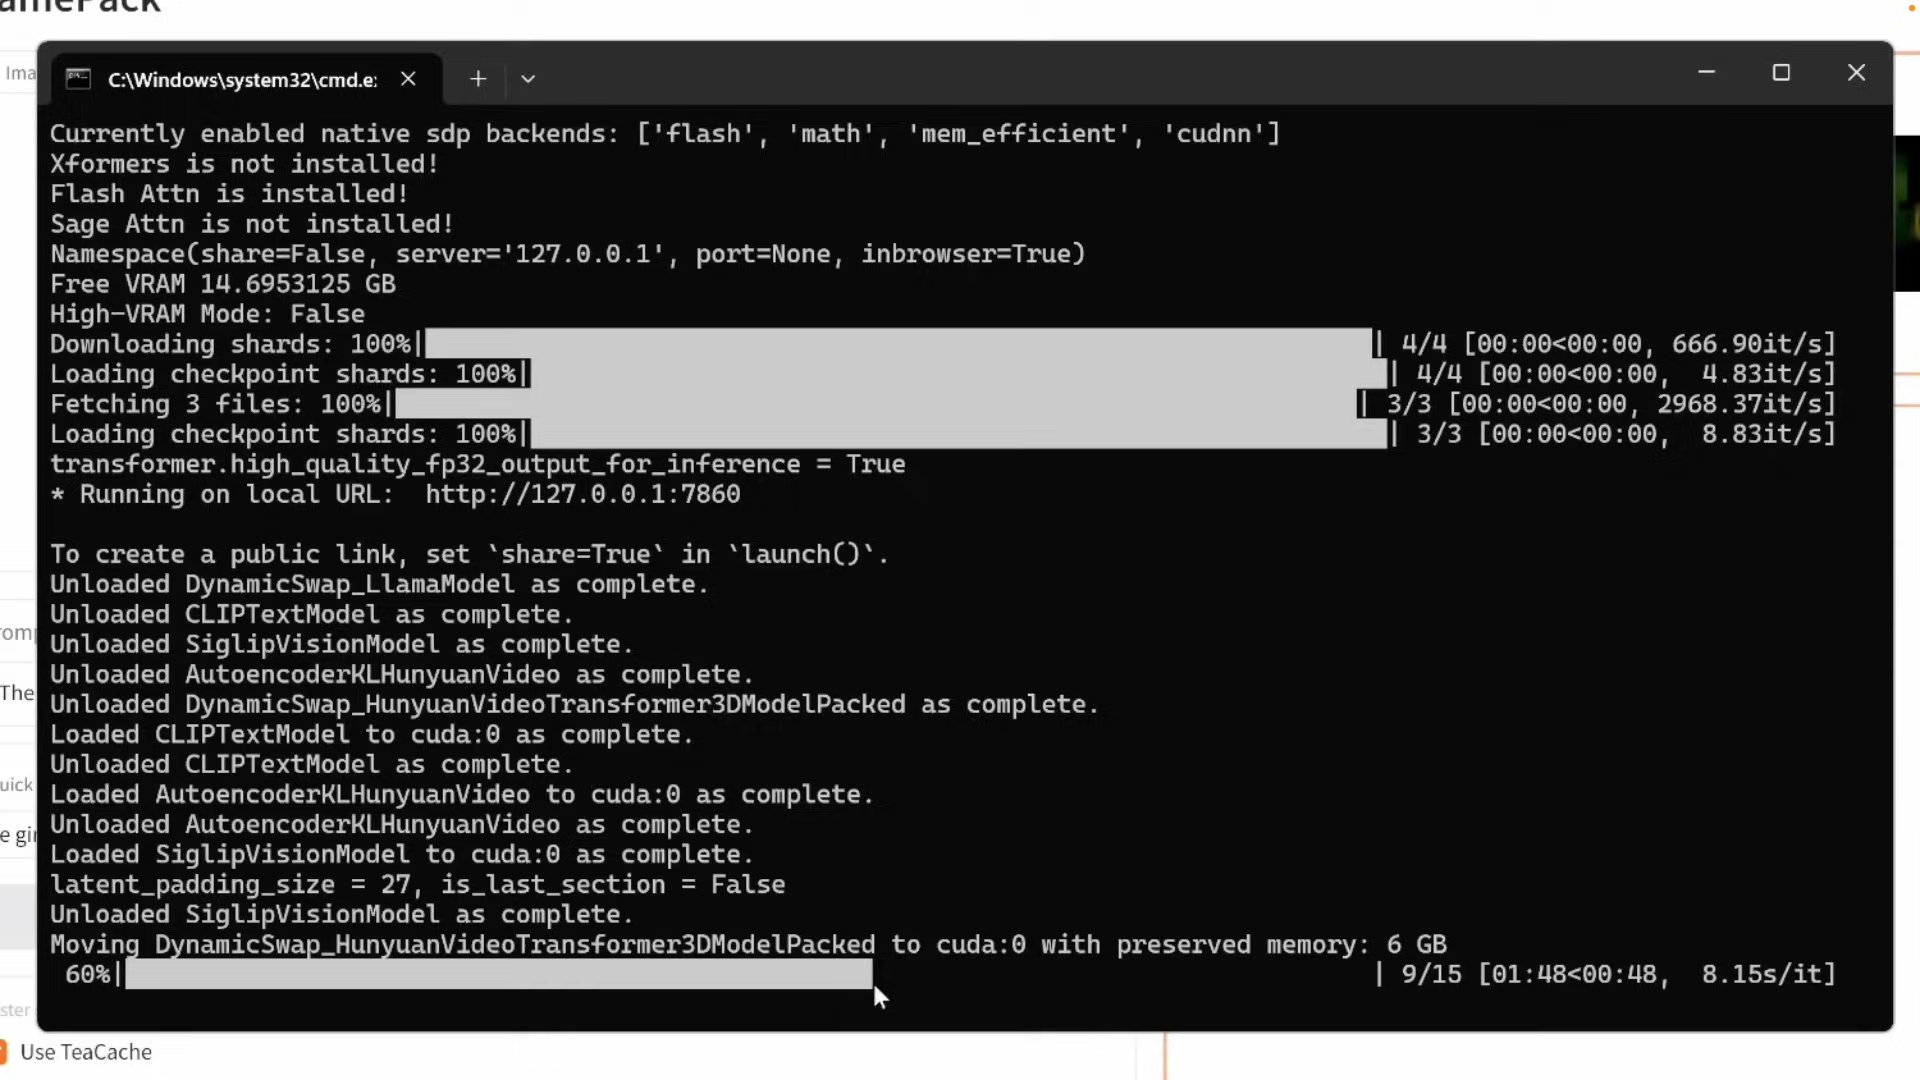 amePack
Ima
C:\Windows\system32\cmd.e
Currently enabled native sdp backends: ['flash', 'math', 'mem_efficient', 'cudnn']
Xformers is not installed!
Flash Attn is installed!
Sage Attn is not installed!
Namespace(share=False, server='127.0.0.1', port=None, inbrowser=True)
Free VRAM 14.6953125 GB
High-VRAM Mode: False
Downloading shards: 100%| | 4/4 [00:00<00:00, 666.90it/s]
Loading checkpoint shards: 100%| | 4/4 [00:00<00:00, 4.83it/s]
Fetching 3 files: 100%| | 3/3 [00:00<00:00, 2968.37it/s]
Loading checkpoint shards: 100%| | 3/3 [00:00<00:00, 8.83it/s]
transformer.high_quality_fp32_output_for_inference = True
* Running on local URL: http://127.0.0.1:7860
To create a public link, set `share=True` in `launch()`.
Unloaded DynamicSwap_LlamaModel as complete.
Unloaded CLIPTextModel as complete.
Unloaded SiglipVisionModel as complete.
Unloaded AutoencoderKLHunyuanVideo as complete.
Unloaded DynamicSwap_HunyuanVideoTransformer3DModelPacked as complete.
Loaded CLIPTextModel to cuda:0 as complete.
Unloaded CLIPTextModel as complete.
Loaded AutoencoderKLHunyuanVideo to cuda:0 as complete.
Unloaded AutoencoderKLHunyuanVideo as complete.
Loaded SiglipVisionModel to cuda:0 as complete.
latent_padding_size = 27, is_last_section = False
Unloaded SiglipVisionModel as complete.
Moving DynamicSwap_HunyuanVideoTransformer3DModelPacked to cuda:0 with preserved memory: 6 GB
60%| | 9/15 [01:48<00:48, 8.15s/it]
rom
The
uick
e gi
ster
Use TeaCache